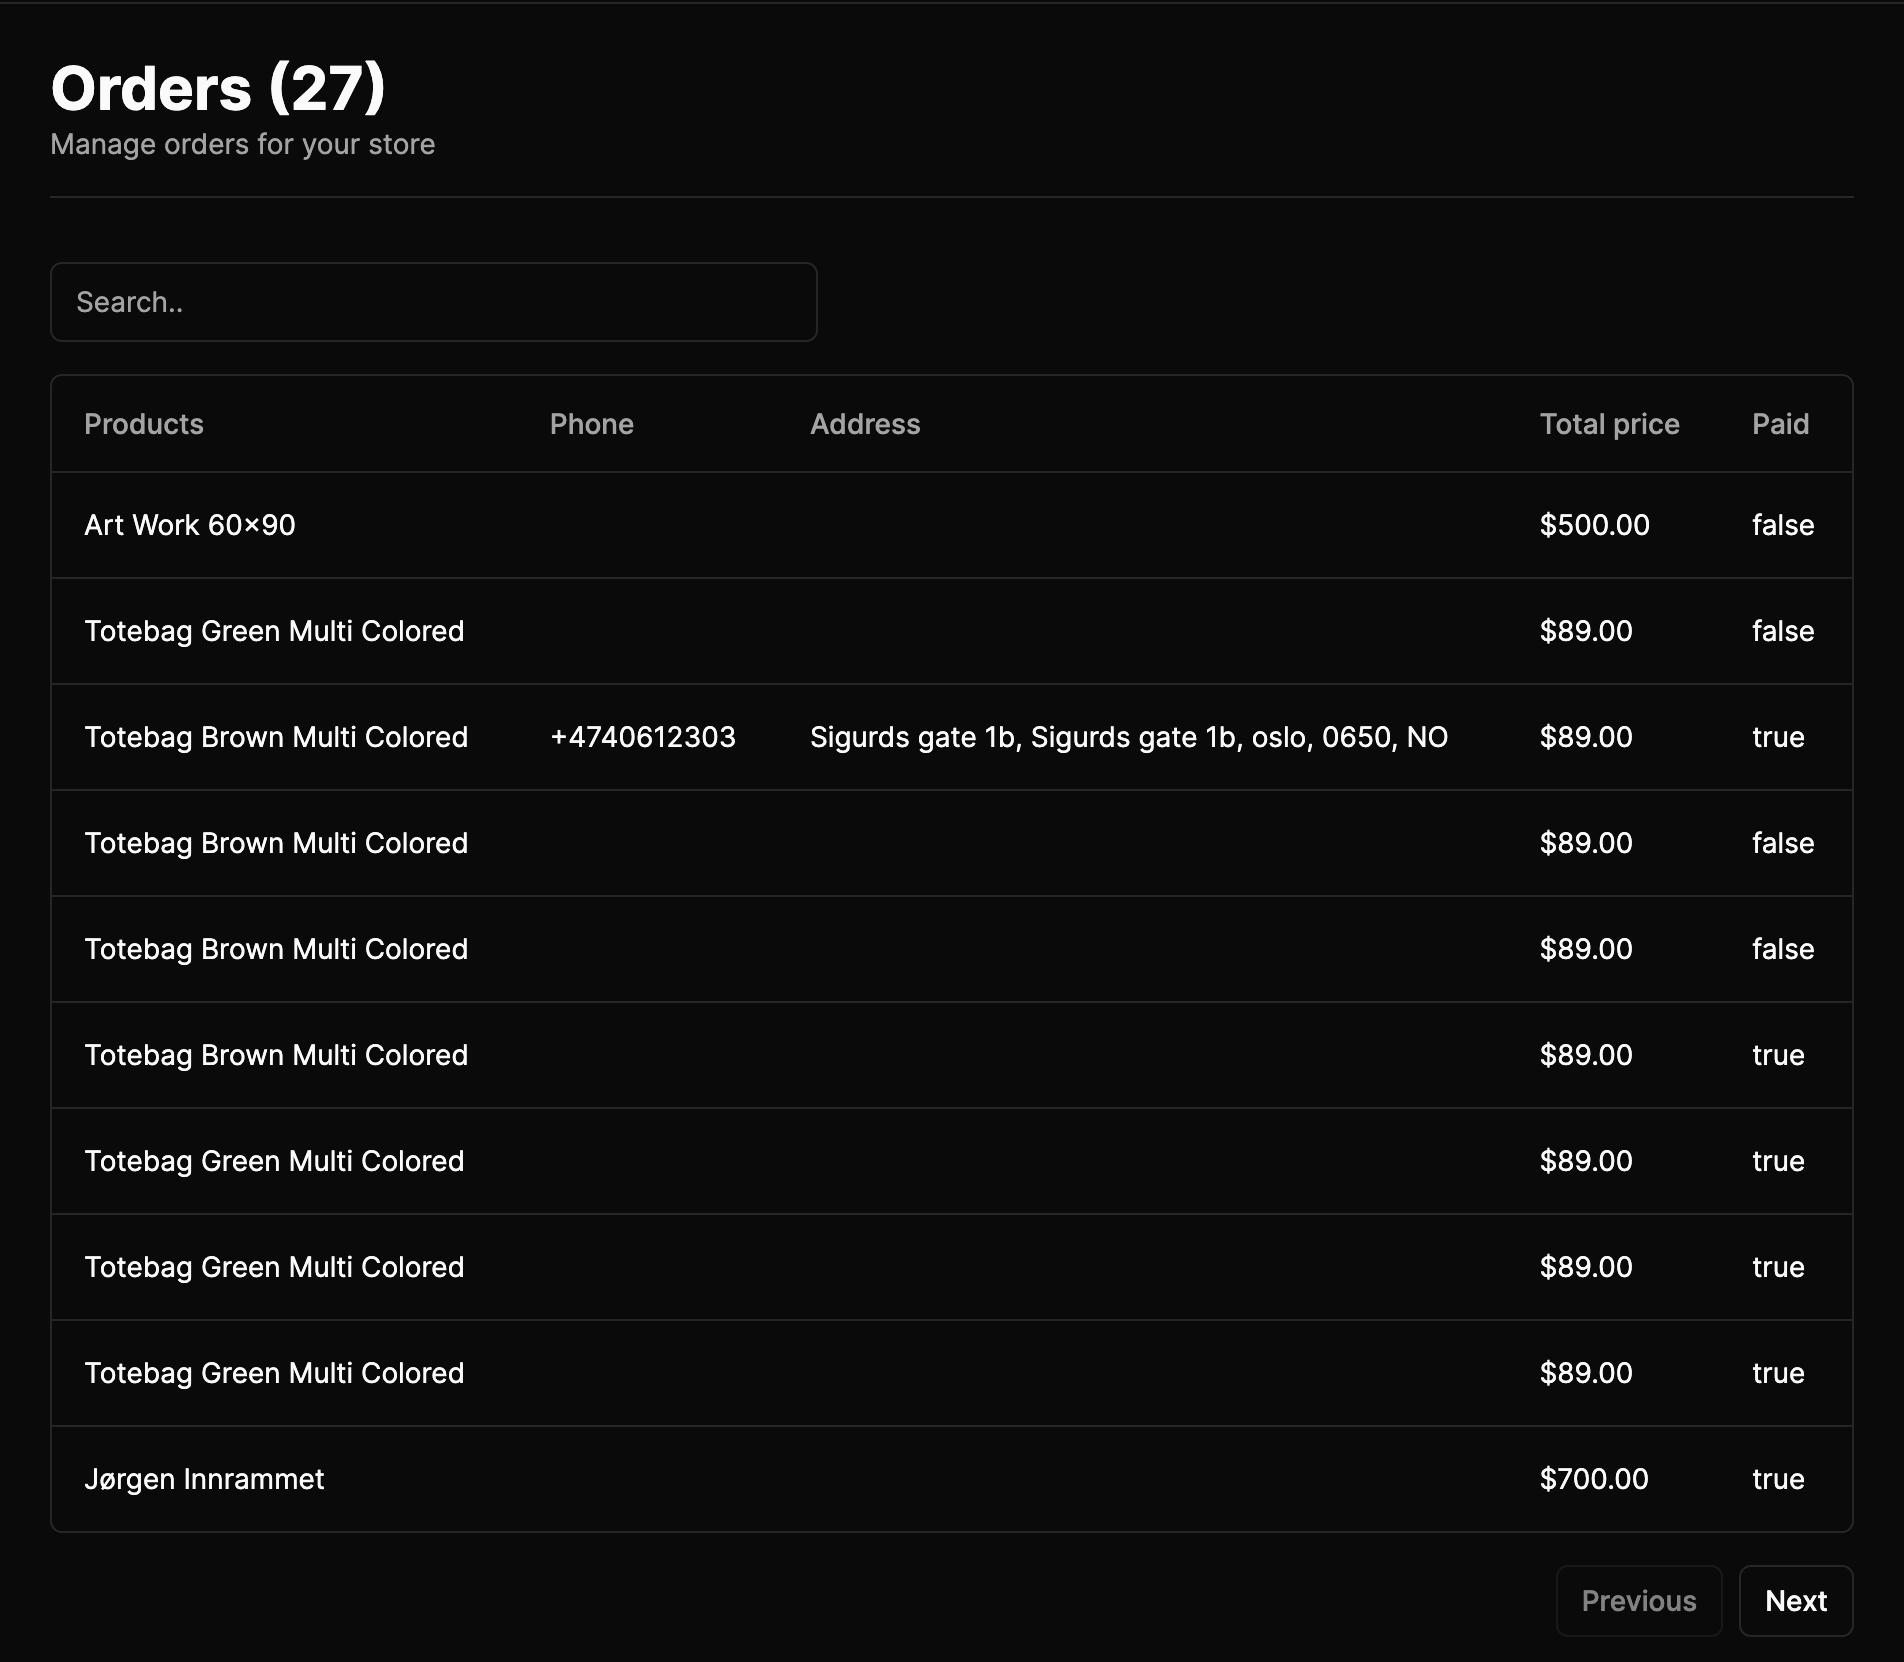 Orders (27)
Manage orders for your store
Search..
Products Phone Address Total price Paid
Art Work 60×90 $500.00 false
Totebag Green Multi Colored $89.00 false
Totebag Brown Multi Colored +4740612303 Sigurds gate 1b, Sigurds gate 1b, oslo, 0650, NO $89.00 true
Totebag Brown Multi Colored $89.00 false
Totebag Brown Multi Colored $89.00 false
Totebag Brown Multi Colored $89.00 true
Totebag Green Multi Colored $89.00 true
Totebag Green Multi Colored $89.00 true
Totebag Green Multi Colored $89.00 true
Jørgen Innrammet $700.00 true
Previous Next